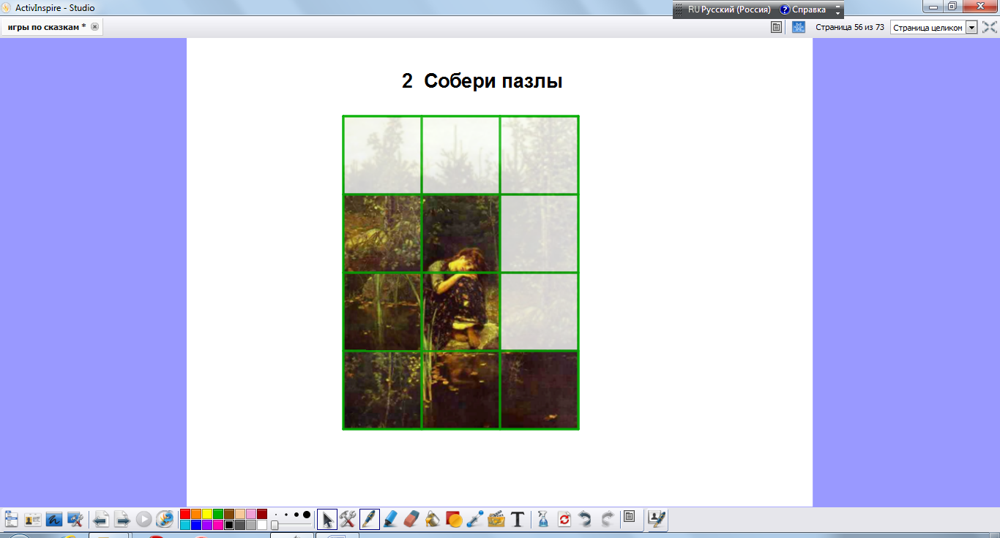 ActivInspire - Studio
RU Русский (Россия) Справка
игры по сказкам *
Страница 56 из 73
Страница целиком
2 Собери пазлы
T